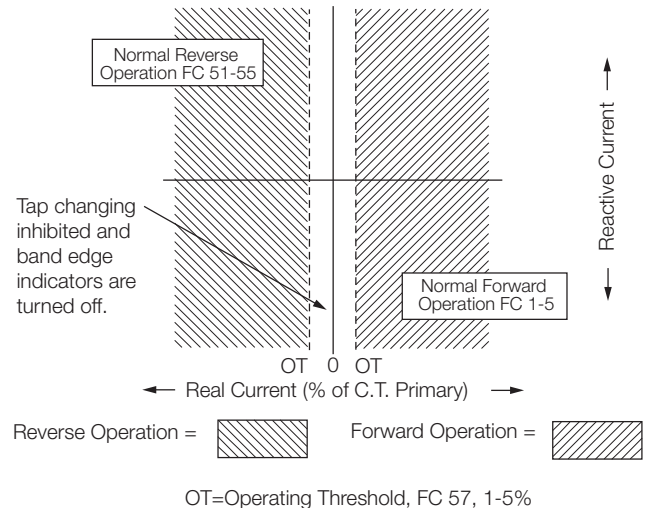 Normal Reverse
Operation FC 51-55
Reactive Current
Tap changing
inhibited and
band edge
indicators are
turned off.
Normal Forward
Operation FC 1-5
OT 0 OT
Real Current (% of C.T. Primary)
Reverse Operation =
Forward Operation =
OT=Operating Threshold, FC 57, 1-5%